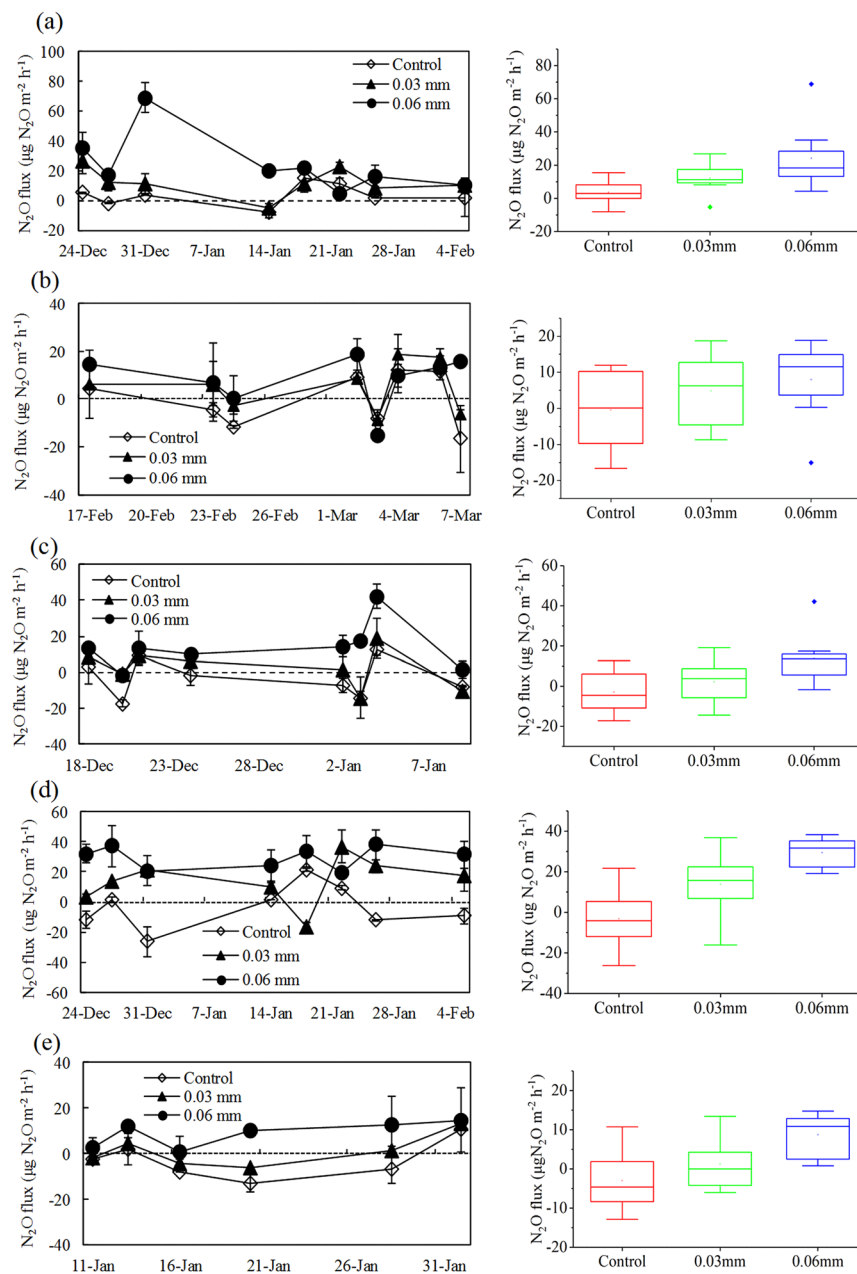 (a)
N₂O flux (µg N₂O m⁻² h⁻¹)
100
80
60
40
20
0
-20
Control
0.03 mm
0.06 mm
24-Dec 31-Dec 7-Jan 14-Jan 21-Jan 28-Jan 4-Feb
N₂O flux (µg N₂O m⁻² h⁻¹)
80
60
40
20
0
-20
Control 0.03mm 0.06mm
(b)
N₂O flux (µg N₂O m⁻² h⁻¹)
40
20
0
-20
-40
Control
0.03 mm
0.06 mm
17-Feb 20-Feb 23-Feb 26-Feb 1-Mar 4-Mar 7-Mar
N₂O flux (µg N₂O m⁻² h⁻¹)
20
10
0
-10
-20
Control 0.03mm 0.06mm
(c)
N₂O flux (µg N₂O m⁻² h⁻¹)
60
40
20
0
-20
-40
Control
0.03 mm
0.06 mm
18-Dec 23-Dec 28-Dec 2-Jan 7-Jan
N₂O flux (µg N₂O m⁻² h⁻¹)
60
40
20
0
-20
Control 0.03mm 0.06mm
(d)
N₂O flux (ug N₂O m⁻² h⁻¹)
60
40
20
0
-20
-40
-60
Control
0.03 mm
0.06 mm
24-Dec 31-Dec 7-Jan 14-Jan 21-Jan 28-Jan 4-Feb
N₂O flux (ug N₂O m⁻² h⁻¹)
40
30
20
10
0
-10
-20
-30
-40
Control 0.03mm 0.06mm
(e)
N₂O flux (µg N₂O m⁻² h⁻¹)
40
20
0
-20
-40
Control
0.03 mm
0.06 mm
11-Jan 16-Jan 21-Jan 26-Jan 31-Jan
N₂O flux (µgN₂O m⁻² h⁻¹)
20
10
0
-10
-20
Control 0.03mm 0.06mm